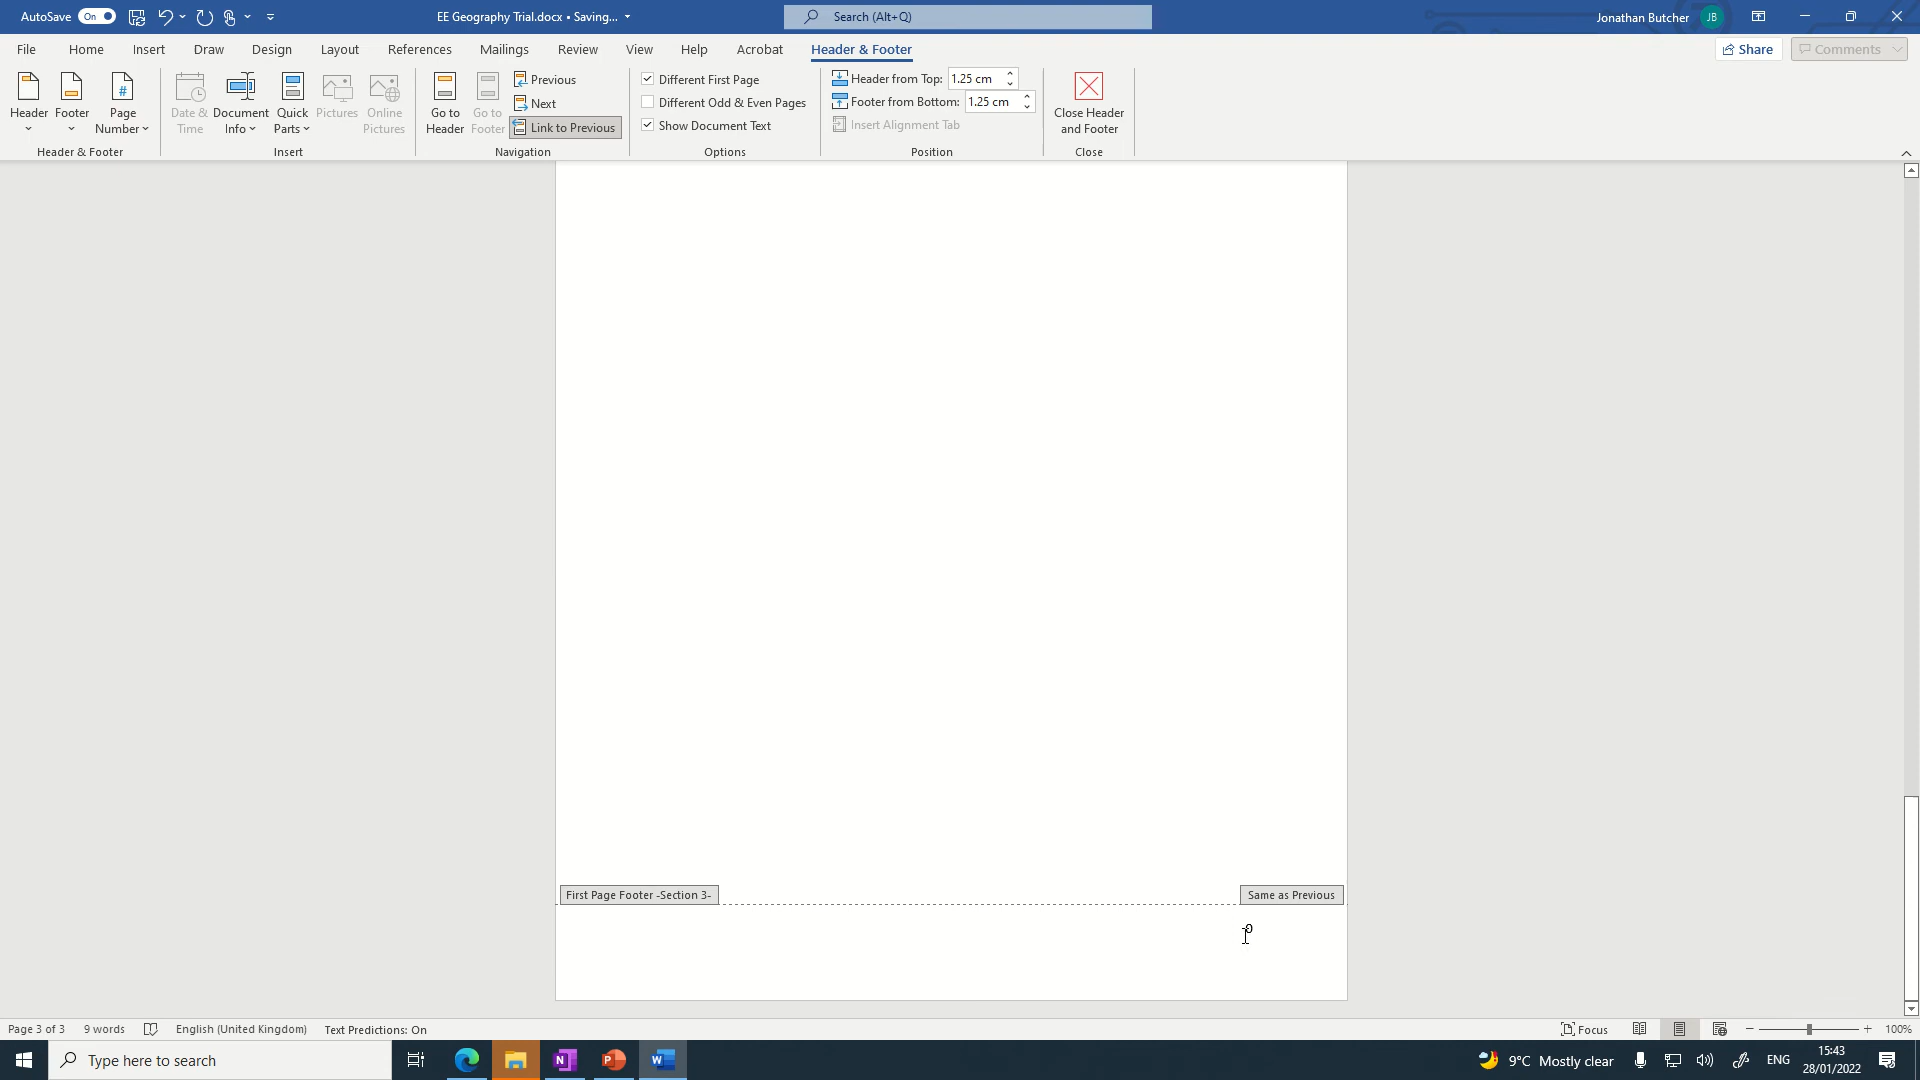 AutoSave On EE Geography Trial.docx • Saving... Search (Alt+Q) Jonathan Butcher JB
File Home Insert Draw Design Layout References Mailings Review View Help Acrobat Header & Footer Share Comments
Header
Footer
Page Number
Date & Time
Document Info
Quick Parts
Pictures
Online Pictures
Go to Header
Go to Footer
Previous
Next
Link to Previous
Different First Page
Different Odd & Even Pages
Show Document Text
Header from Top: 1.25 cm
Footer from Bottom: 1.25 cm
Insert Alignment Tab
Close Header and Footer
Header & Footer Insert Navigation Options Position Close
First Page Footer -Section 3- Same as Previous
Page 3 of 3 9 words English (United Kingdom) Text Predictions: On Focus 100%
Type here to search 9°C Mostly clear ENG 15:43
28/01/2022